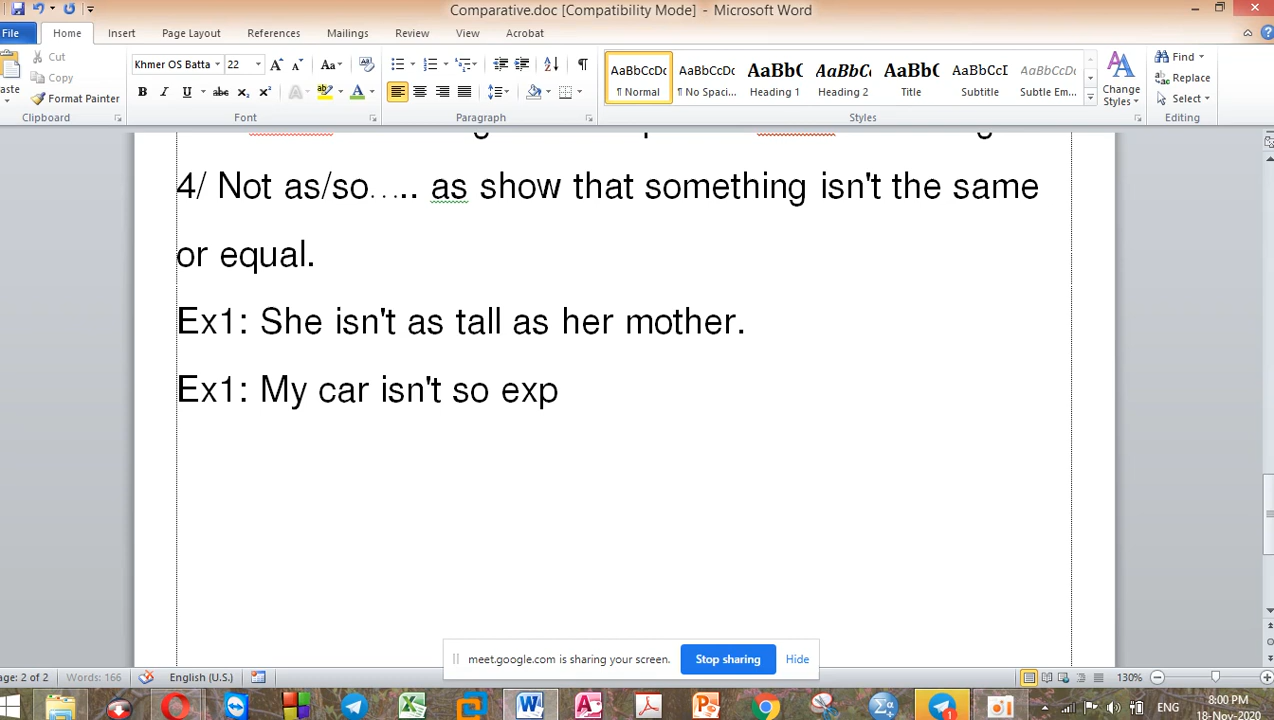 Comparative.doc [Compatibility Mode] - Microsoft Word
File Home Insert Page Layout References Mailings Review View Acrobat
Cut
Copy
Format Painter
Clipboard
Khmer OS Batta 22
Font
Paragraph
AaBbCcDc AaBbCcDc AaBbC AaBbCc AaBbC AaBbCcI AaBbCcDc
¶ Normal ¶ No Spaci... Heading 1 Heading 2 Title Subtitle Subtle Em...
Styles
Change Styles
Find
Replace
Select
Editing
4/ Not as/so….. as show that something isn't the same
or equal.
Ex1: She isn't as tall as her mother.
Ex1: My car isn't so exp
meet.google.com is sharing your screen. Stop sharing Hide
Page: 2 of 2 Words: 166 English (U.S.) 130%
ENG 8:00 PM
18-Nov-2020